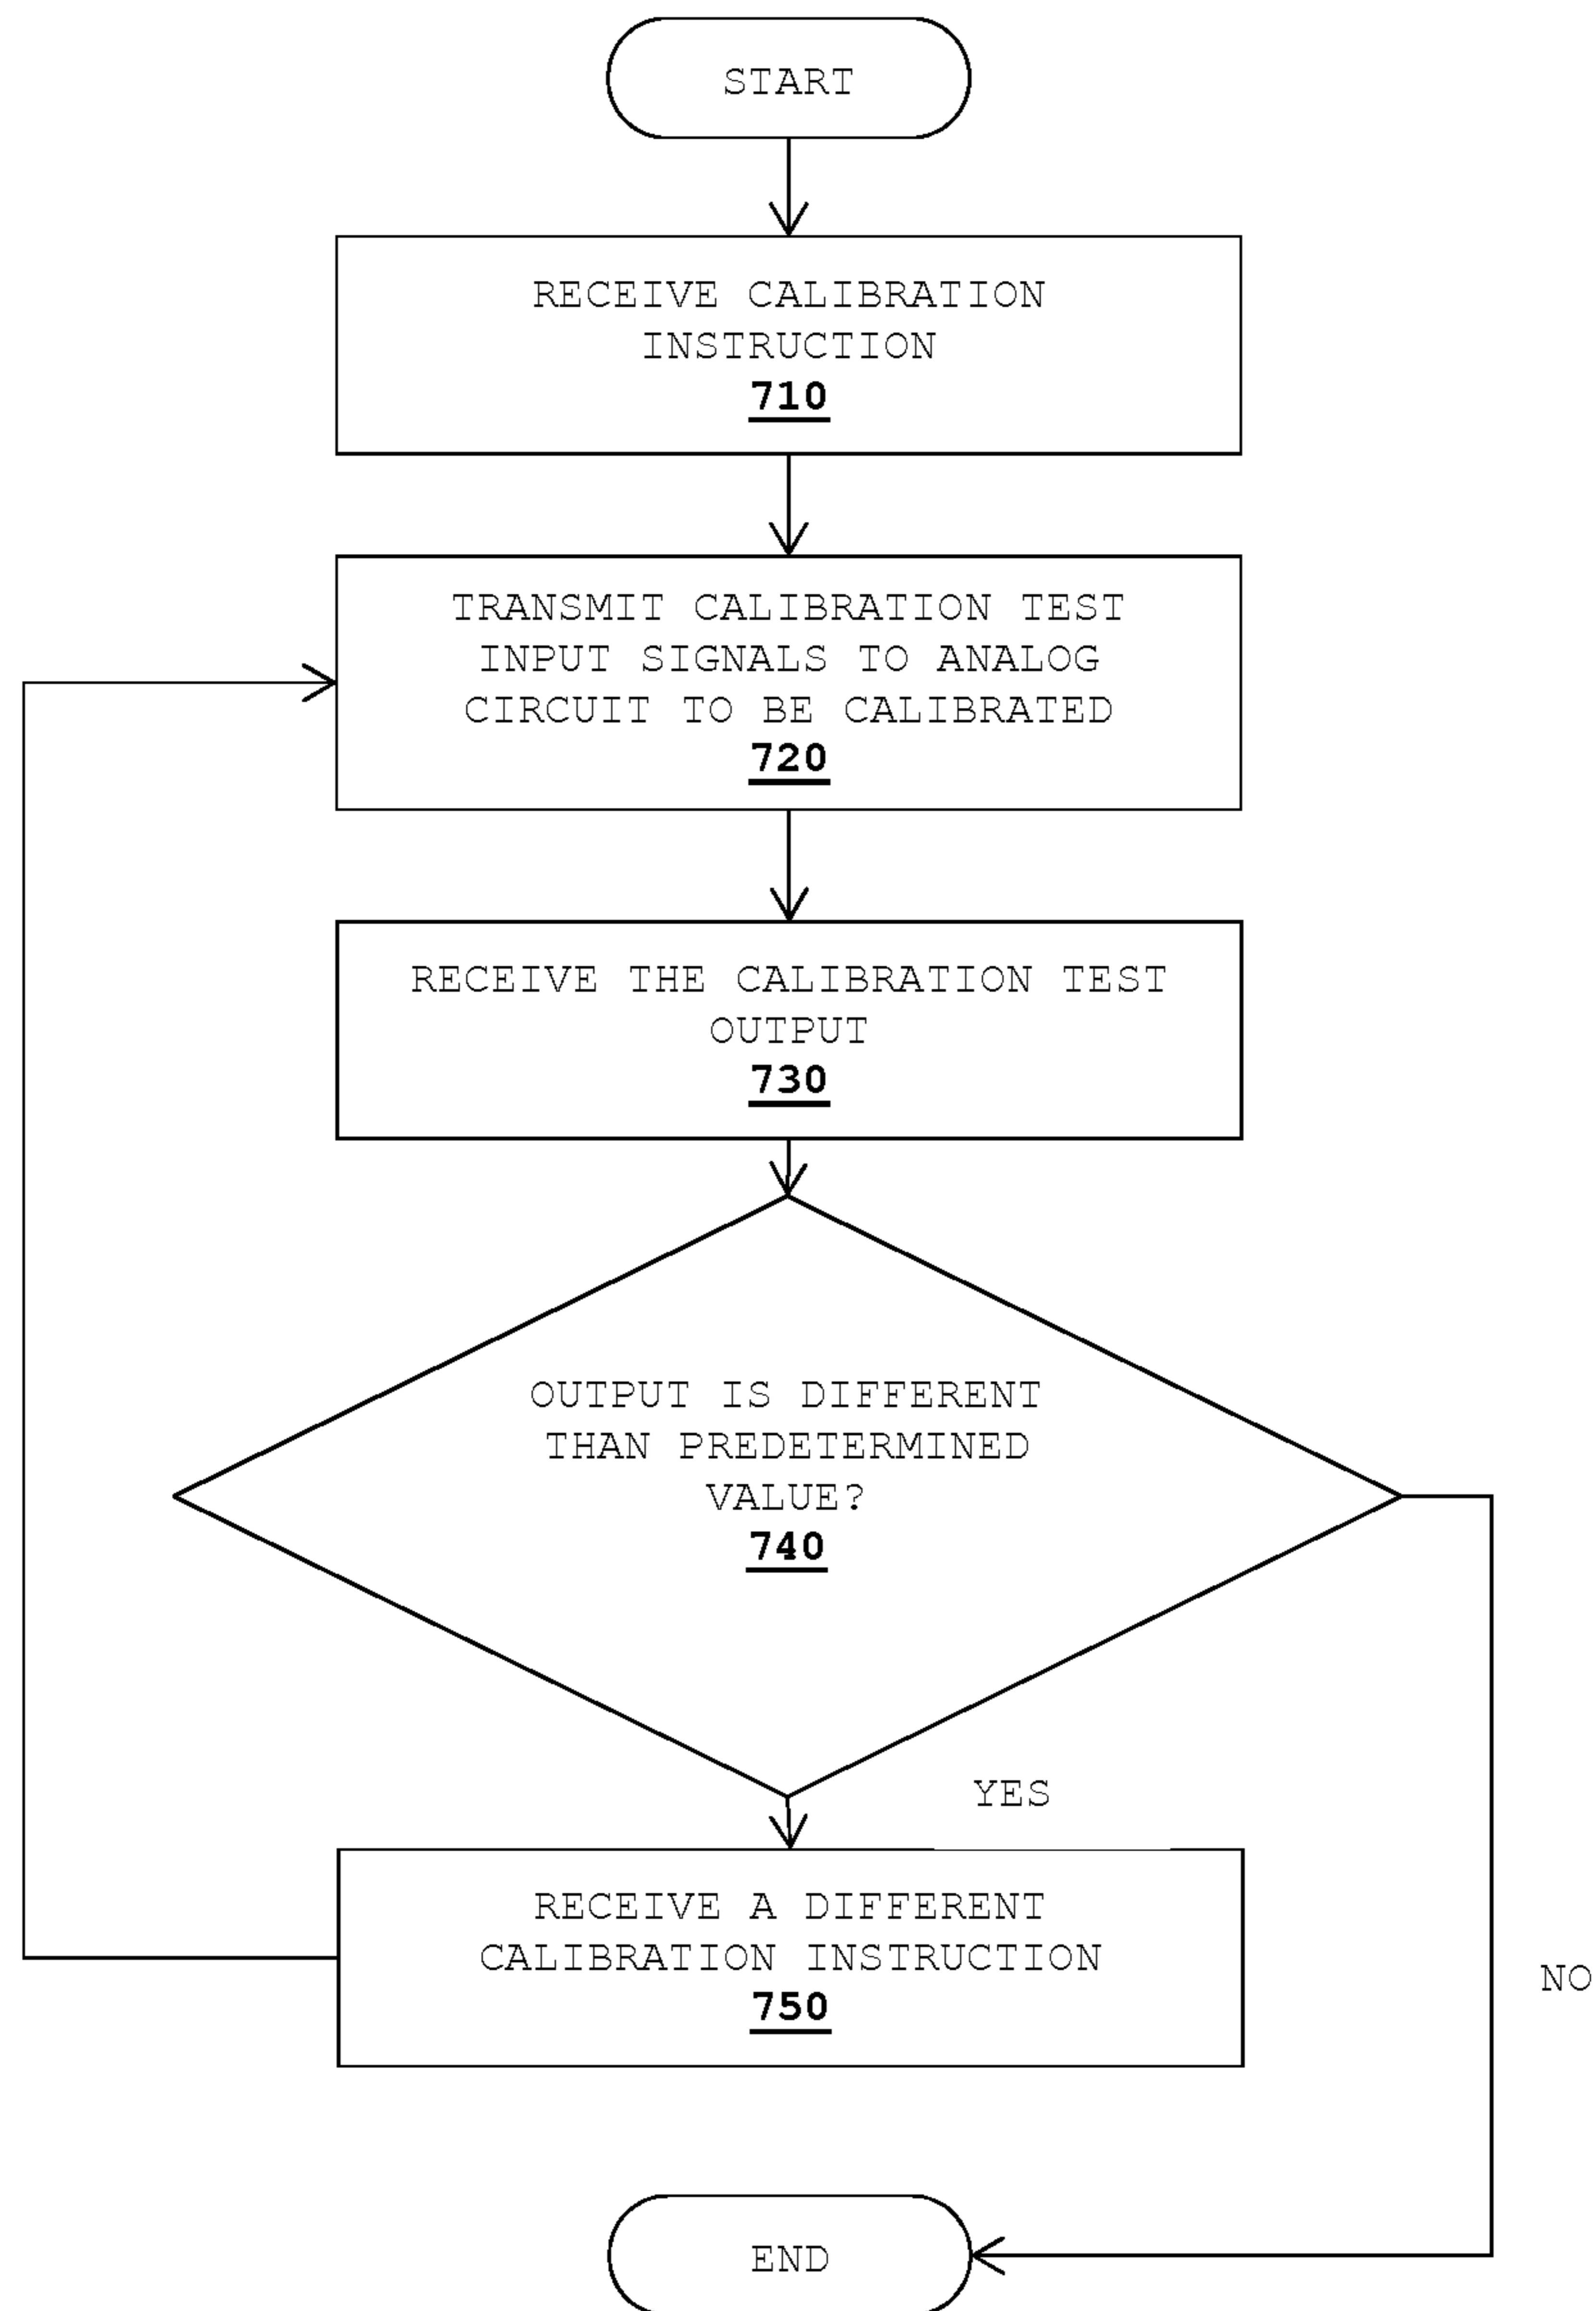 START
RECEIVE CALIBRATION
INSTRUCTION
710
TRANSMIT CALIBRATION TEST
INPUT SIGNALS TO ANALOG
CIRCUIT TO BE CALIBRATED
720
RECEIVE THE CALIBRATION TEST
OUTPUT
730
OUTPUT IS DIFFERENT
THAN PREDETERMINED
VALUE?
740
YES
RECEIVE A DIFFERENT
CALIBRATION INSTRUCTION
750
NO
END